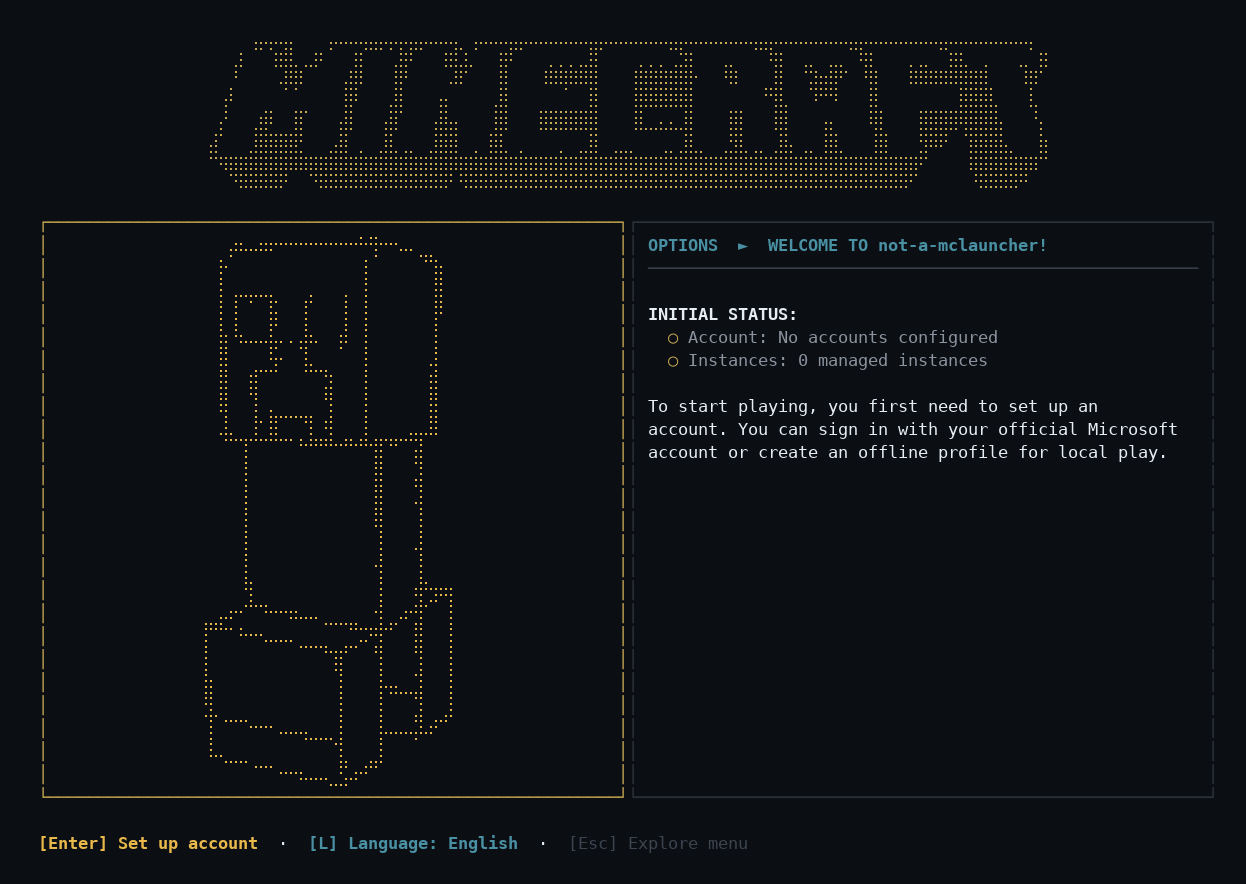 MINECRAFT
OPTIONS ► WELCOME TO not-a-mclauncher!
INITIAL STATUS:
○ Account: No accounts configured
○ Instances: 0 managed instances
To start playing, you first need to set up an
account. You can sign in with your official Microsoft
account or create an offline profile for local play.
[Enter] Set up account · [L] Language: English · [Esc] Explore menu